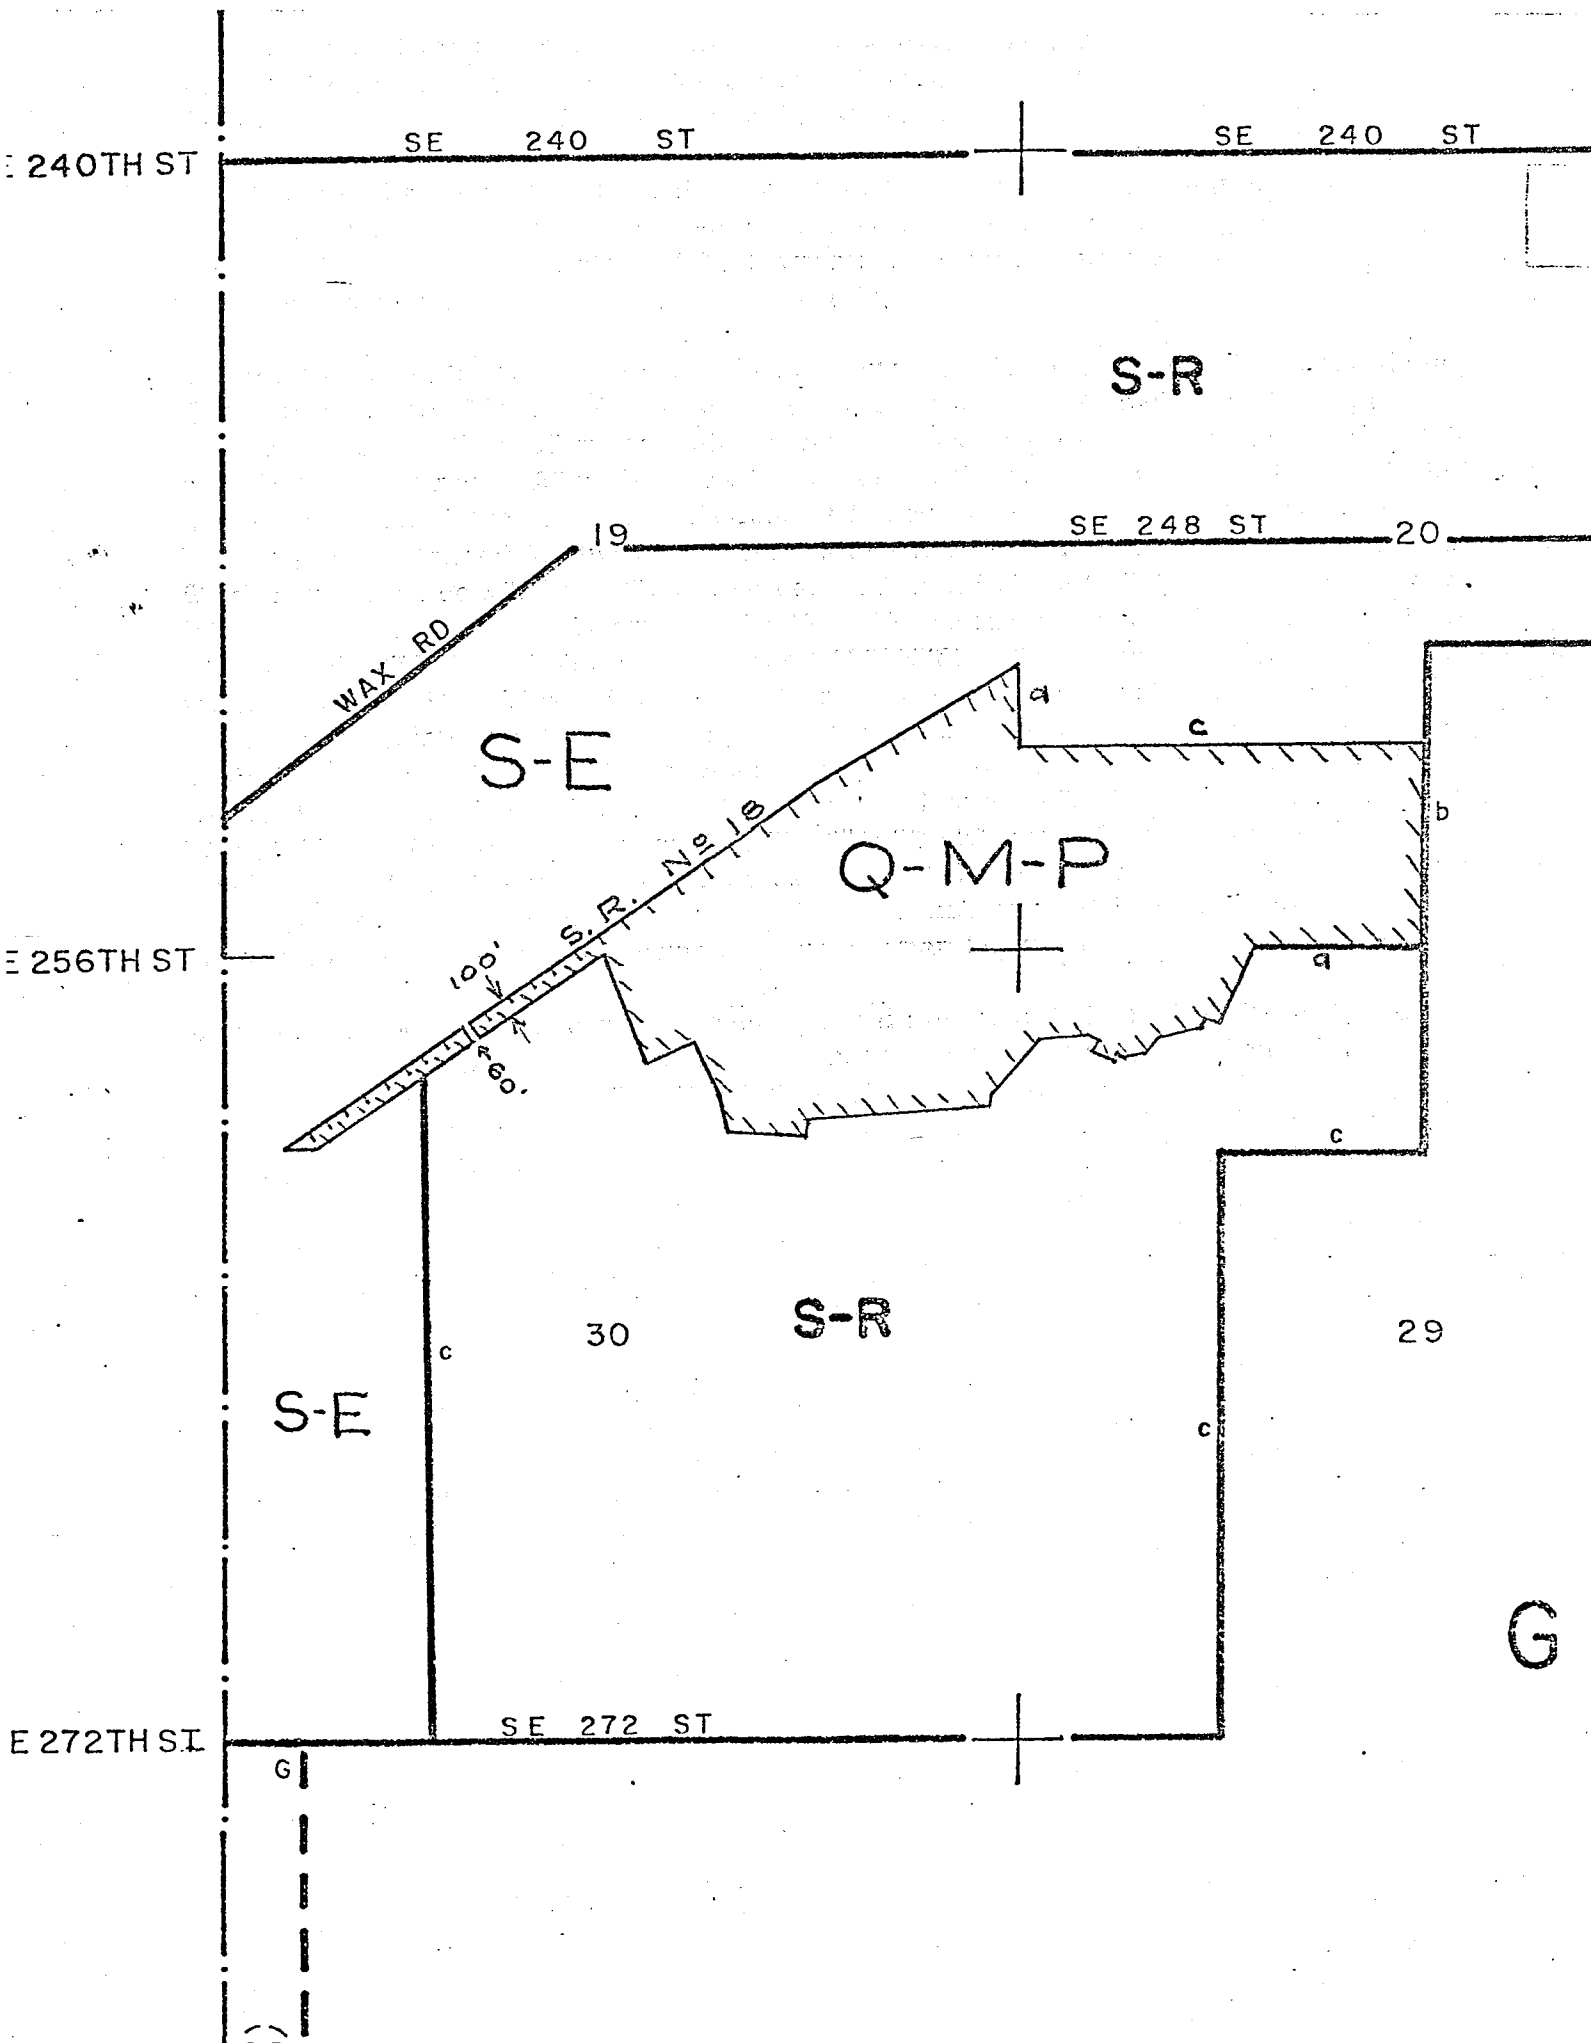 SE 240 ST
SE 240 ST
E 240TH ST
S-R
19
SE 248 ST
20
WAX RD
a
c
S-E
b
S.R. No 18
Q-M-P
100'
E 256TH ST
a
60'
c
S-R
30
29
c
S-E
c
G
SE 272 ST
E 272TH ST
G